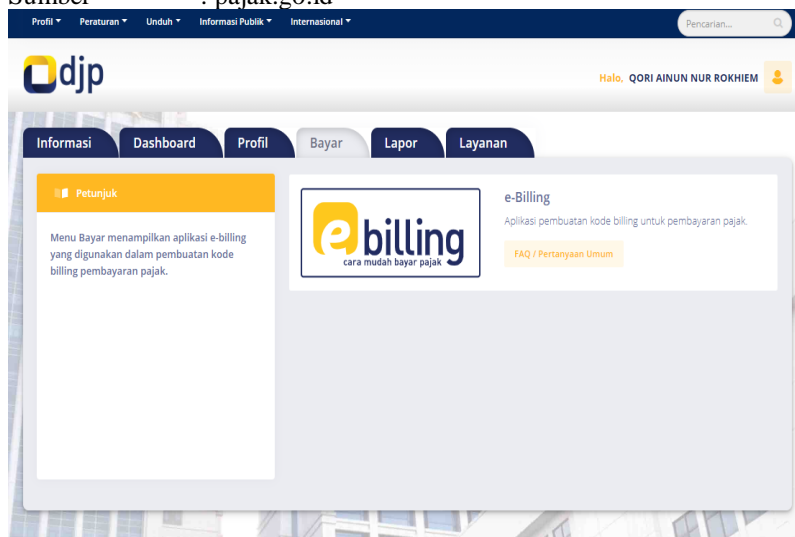 Sumber : pajak.go.id
Profil Peraturan Unduh Informasi Publik Internasional Pencarian...
djp
Halo, QORI AINUN NUR ROKHIEM
Informasi Dashboard Profil Bayar Lapor Layanan
Petunjuk
Menu Bayar menampilkan aplikasi e-billing
yang digunakan dalam pembuatan kode
billing pembayaran pajak.
e billing
cara mudah bayar pajak
e-Billing
Aplikasi pembuatan kode billing untuk pembayaran pajak.
FAQ / Pertanyaan Umum